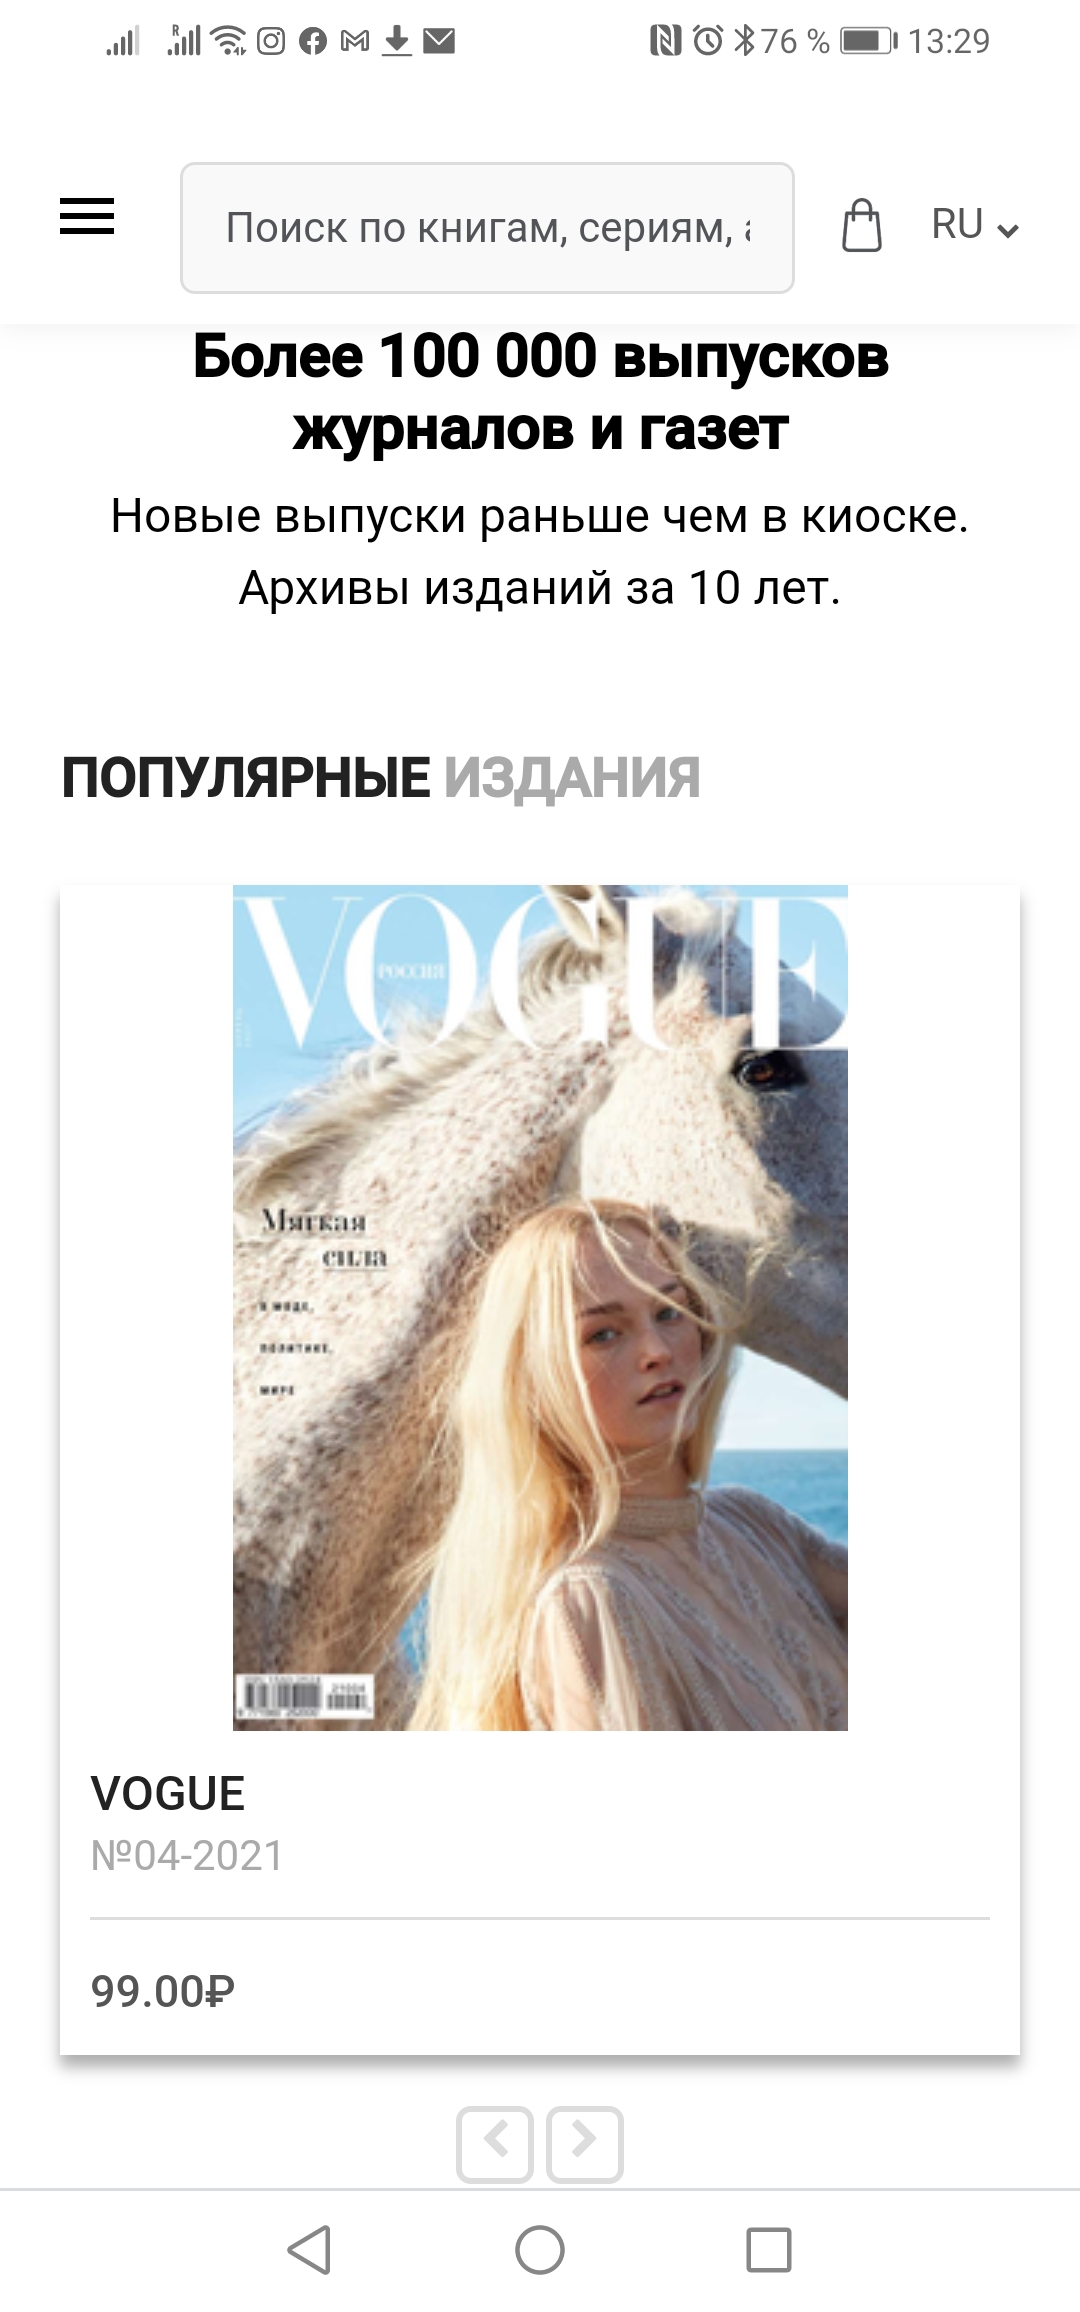 R
76 %
13:29
Поиск по книгам, сериям,
RU
Более 100 000 выпусков
журналов и газет
Новые выпуски раньше чем в киоске.
Архивы изданий за 10 лет.
ПОПУЛЯРНЫЕ ИЗДАНИЯ
VOGUE
РОССИЯ
Мягкая
сила
В МОДЕ,
ПОЛИТИКЕ,
МИРЕ
VOGUE
№04-2021
99.00₽